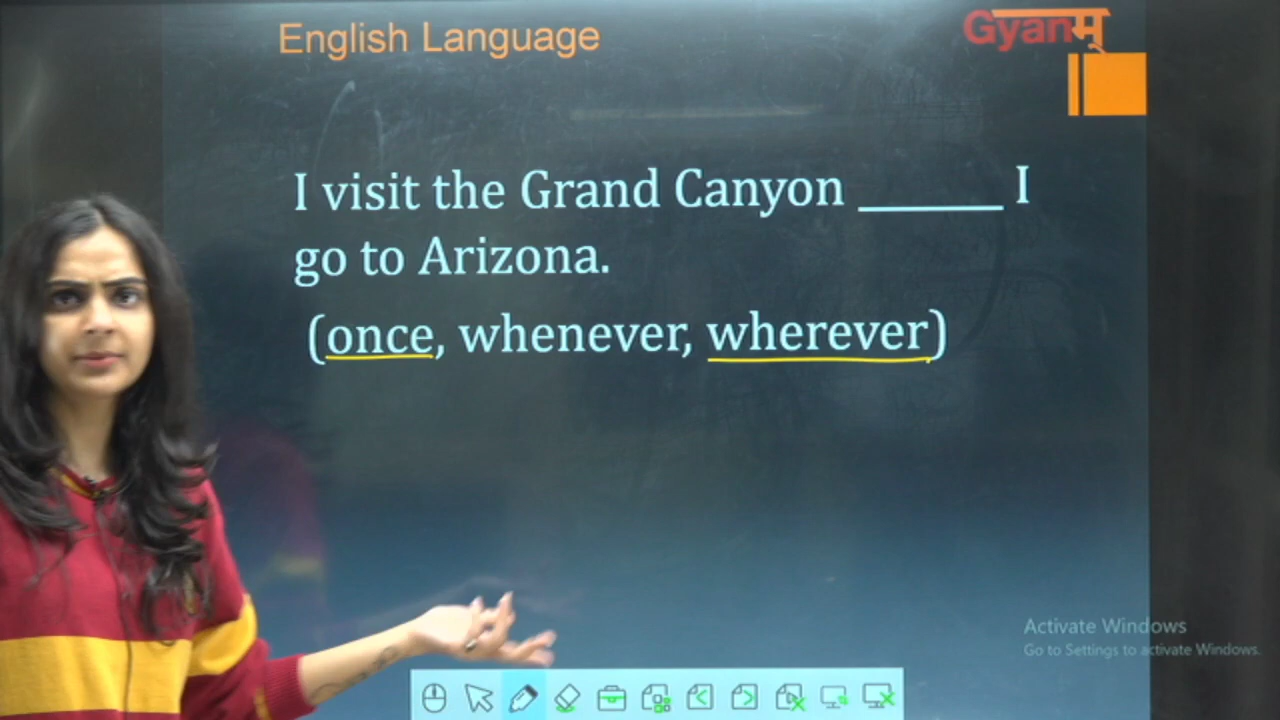 English Language
Gyanम्
I visit the Grand Canyon ______ I
go to Arizona.
(once, whenever, wherever)
Activate Windows
Go to Settings to activate Windows.